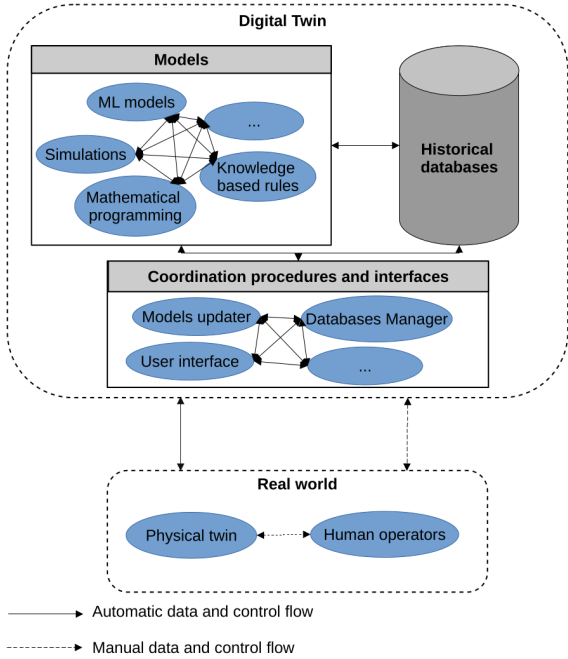 Digital Twin
Models
ML models
...
Simulations
Knowledge
based rules
Mathematical
programming
Historical
databases
Coordination procedures and interfaces
Models updater
Databases Manager
User interface
...
Real world
Physical twin
Human operators
Automatic data and control flow
Manual data and control flow